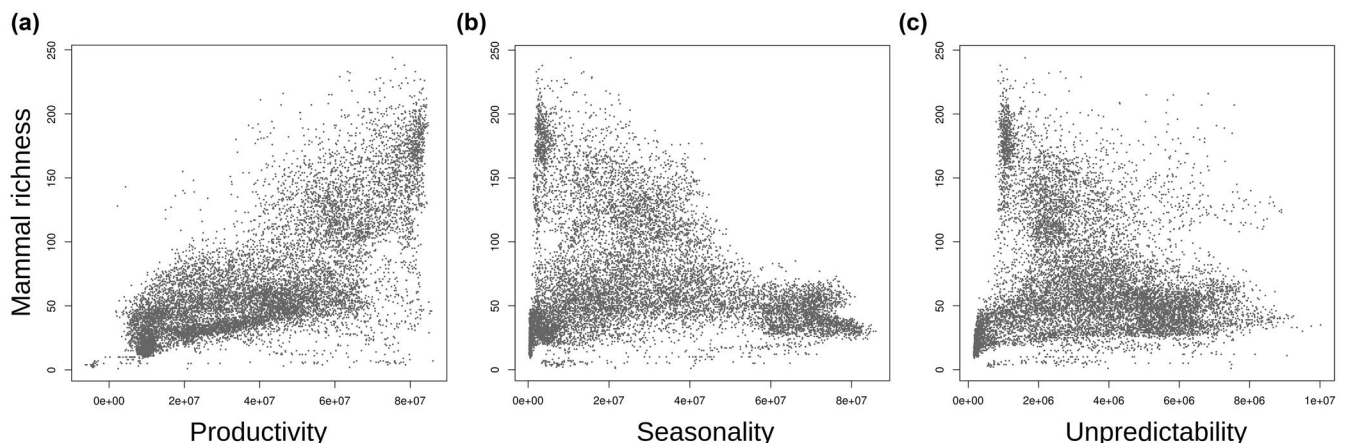 (a) (b) (c)
Mammal richness
250 200 150 100 50 0
0e+00 2e+07 4e+07 6e+07 8e+07
Productivity
250 200 150 100 50 0
0e+00 2e+07 4e+07 6e+07 8e+07
Seasonality
250 200 150 100 50 0
0e+00 2e+06 4e+06 6e+06 8e+06 1e+07
Unpredictability